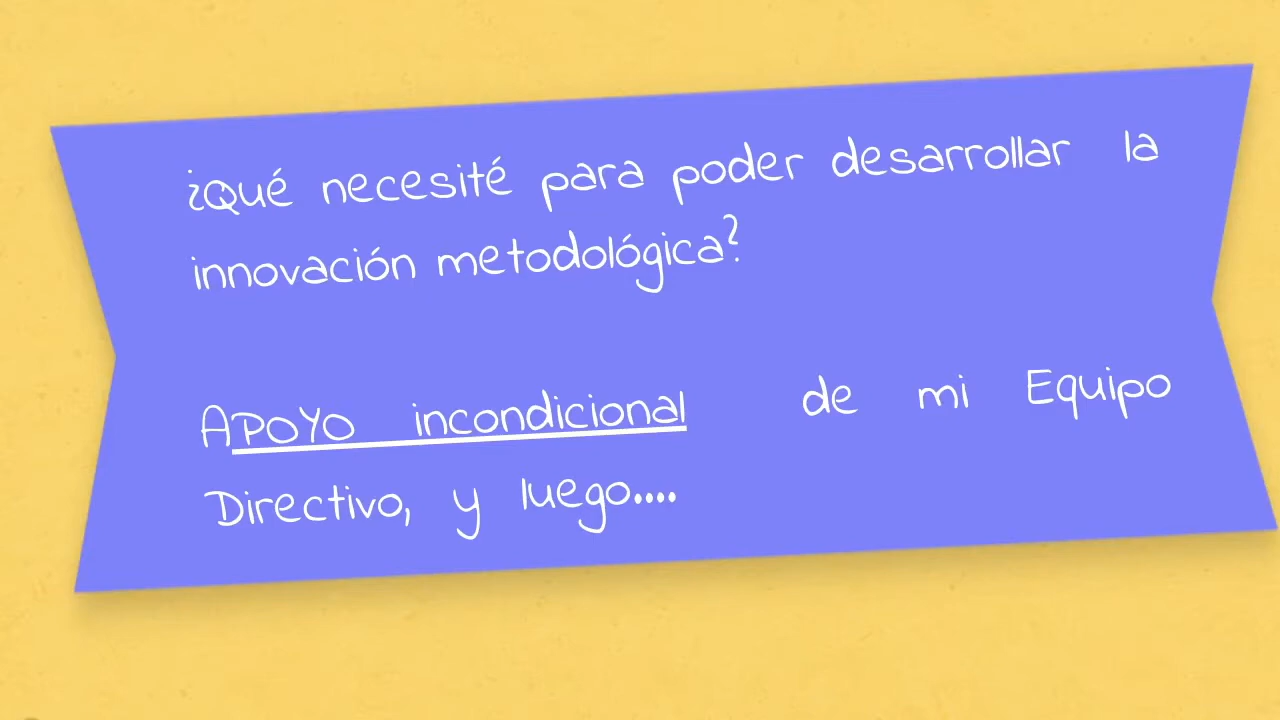 ¿Qué necesité para poder desarrollar la
innovación metodológica?
APOYO incondicional de mi Equipo
Directivo, y luego....